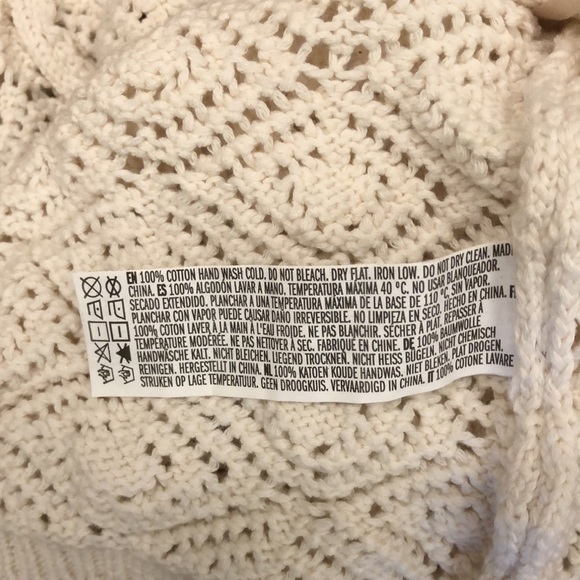 EN 100% COTTON HAND WASH COLD. DO NOT BLEACH. DRY FLAT. IRON LOW. DO NOT DRY CLEAN. MADE
CHINA. ES 100% ALGODÓN LAVAR A MANO. TEMPERATURA MÁXIMA 40 °C. NO USAR BLANQUEADOR.
SECADO EXTENDIDO. PLANCHAR A UNA TEMPERATURA MÁXIMA DE LA BASE DE 110 °C SIN VAPOR.
PLANCHAR CON VAPOR PUEDE CAUSAR DAÑO IRREVERSIBLE. NO LIMPIEZA EN SECO. HECHO EN CHINA.
100% COTON LAVER À LA MAIN À L'EAU FROIDE. NE PAS BLANCHIR. SÉCHER À PLAT. REPASSER À
TEMPÉRATURE MODÉRÉE. NE PAS NETTOYER À SEC. FABRIQUÉ EN CHINE. DE 100% BAUMWOLLE
HANDWÄSCHE KALT. NICHT BLEICHEN. LIEGEND TROCKNEN. NICHT HEISS BÜGELN. NICHT CHEMISCH
REINIGEN. HERGESTELLT IN CHINA. NL 100% KATOEN KOUDE HANDWAS. NIET BLEKEN. PLAT DROGEN.
STRIJKEN OP LAGE TEMPERATUUR. GEEN DROOGKUIS. VERVAARDIGD IN CHINA. IT 100% COTONE LAVARE